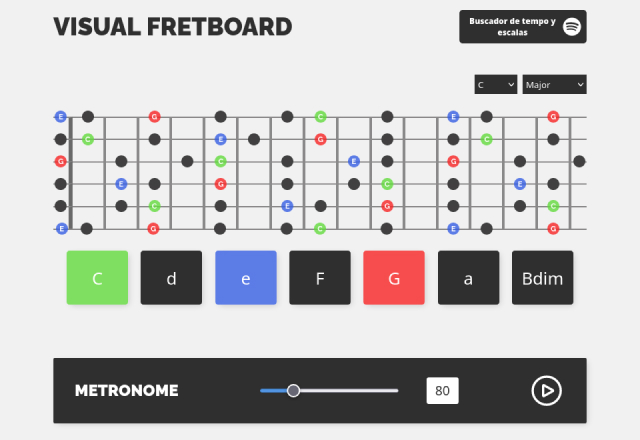 VISUAL FRETBOARD
Buscador de tempo y
escalas
C Major
E G C E G
C E G C
G C E G E
E G C
C E C
E G C E G
C d e F G a Bdim
METRONOME 80